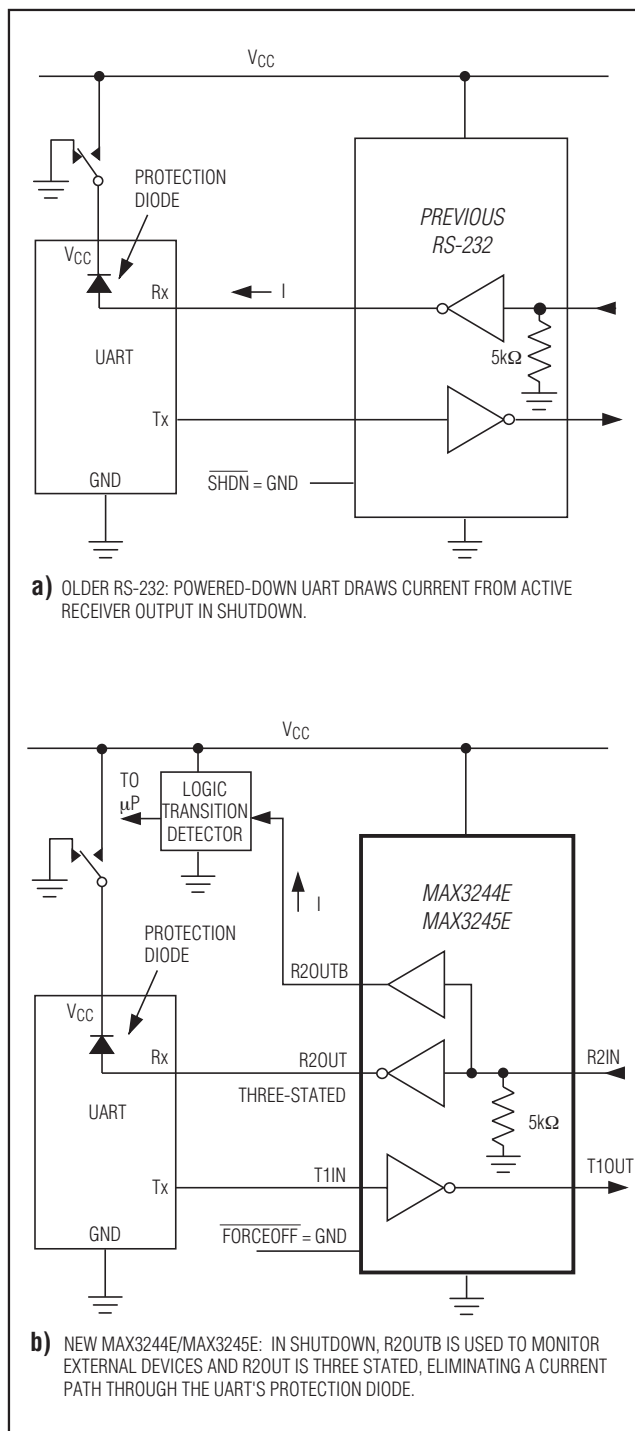 VCC
PROTECTION
DIODE
PREVIOUS
RS-232
VCC
Rx
I
5kΩ
UART
Tx
GND
SHDN = GND
a) OLDER RS-232: POWERED-DOWN UART DRAWS CURRENT FROM ACTIVE
RECEIVER OUTPUT IN SHUTDOWN.
VCC
TO
μP
LOGIC
TRANSITION
DETECTOR
MAX3244E
MAX3245E
I
PROTECTION
DIODE
R2OUTB
VCC
Rx
R2OUT
R2IN
THREE-STATED
UART
5kΩ
Tx
T1IN
T1OUT
GND
FORCEOFF = GND
b) NEW MAX3244E/MAX3245E: IN SHUTDOWN, R2OUTB IS USED TO MONITOR
EXTERNAL DEVICES AND R2OUT IS THREE STATED, ELIMINATING A CURRENT
PATH THROUGH THE UART'S PROTECTION DIODE.